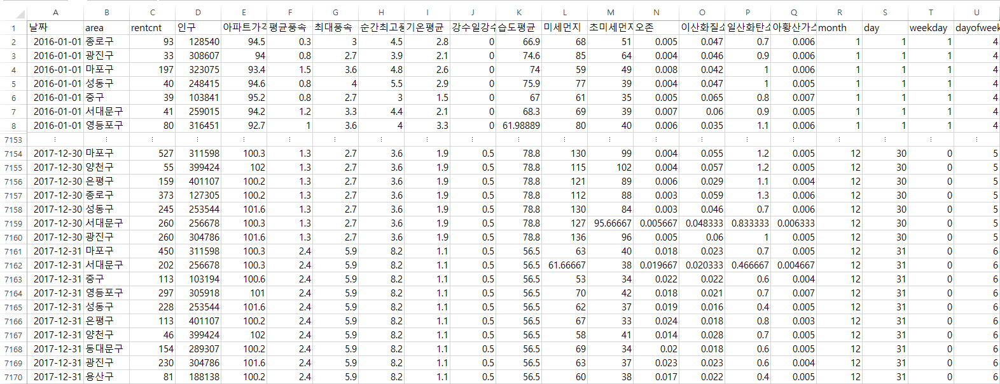 A B C D E F G H I J K L M N O P Q R S T U
1 날짜 area rentcnt 인구 아파트가격 평균풍속 최대풍속 순간최고풍 기온평균 강수일강수 습도평균 미세먼지 초미세먼지 오존 이산화질소 일산화탄소 아황산가스 month day weekday dayofweek
2 2016-01-01 종로구 93 128540 94.5 0.3 3 4.5 2.8 0 66.9 68 51 0.005 0.047 0.7 0.006 1 1 1 4
3 2016-01-01 광진구 33 308607 94 0.8 2.7 3.9 2.1 0 74.6 85 64 0.004 0.046 0.9 0.006 1 1 1 4
4 2016-01-01 마포구 197 323075 93.4 1.5 3.6 4.8 2.6 0 74 59 49 0.008 0.042 1 0.006 1 1 1 4
5 2016-01-01 성동구 40 248415 94.6 0.8 4 5.5 2.9 0 75.9 77 39 0.004 0.047 1 0.005 1 1 1 4
6 2016-01-01 중구 39 103841 95.2 0.8 2.7 3 1.5 0 67 61 35 0.005 0.065 0.8 0.007 1 1 1 4
7 2016-01-01 서대문구 41 259015 94.2 1.2 3.3 4.4 2.1 0 68.3 69 39 0.007 0.06 0.9 0.005 1 1 1 4
8 2016-01-01 영등포구 80 316451 92.7 1 3.6 4 3.3 0 61.98889 80 40 0.006 0.035 1.1 0.006 1 1 1 4
7153 ⋮ ⋮ ⋮ ⋮ ⋮ ⋮ ⋮ ⋮ ⋮ ⋮ ⋮ ⋮ ⋮ ⋮ ⋮ ⋮ ⋮ ⋮ ⋮ ⋮ ⋮
7154 2017-12-30 마포구 527 311598 100.3 1.3 2.7 3.6 1.9 0.5 78.8 130 99 0.004 0.055 1.2 0.005 12 30 0 5
7155 2017-12-30 양천구 55 399424 102 1.3 2.7 3.6 1.9 0.5 78.8 115 102 0.004 0.057 1.2 0.005 12 30 0 5
7156 2017-12-30 은평구 159 401107 100.2 1.3 2.7 3.6 1.9 0.5 78.8 121 89 0.006 0.029 1.1 0.004 12 30 0 5
7157 2017-12-30 종로구 373 127305 100.2 1.3 2.7 3.6 1.9 0.5 78.8 112 88 0.003 0.059 1.3 0.006 12 30 0 5
7158 2017-12-30 성동구 245 253544 101.6 1.3 2.7 3.6 1.9 0.5 78.8 130 84 0.003 0.046 0.7 0.006 12 30 0 5
7159 2017-12-30 서대문구 260 256678 100.3 1.3 2.7 3.6 1.9 0.5 78.8 127 95.66667 0.005667 0.048333 0.833333 0.006333 12 30 0 5
7160 2017-12-30 광진구 260 304786 101.6 1.3 2.7 3.6 1.9 0.5 78.8 136 96 0.005 0.06 1 0.005 12 30 0 5
7161 2017-12-31 마포구 450 311598 100.3 2.4 5.9 8.2 1.1 0.5 56.5 63 40 0.018 0.023 0.7 0.005 12 31 0 6
7162 2017-12-31 서대문구 202 256678 100.3 2.4 5.9 8.2 1.1 0.5 56.5 61.66667 38 0.019667 0.020333 0.466667 0.004667 12 31 0 6
7163 2017-12-31 중구 113 103194 100.6 2.4 5.9 8.2 1.1 0.5 56.5 53 34 0.022 0.022 0.6 0.004 12 31 0 6
7164 2017-12-31 영등포구 297 305918 101 2.4 5.9 8.2 1.1 0.5 56.5 70 42 0.018 0.021 0.7 0.007 12 31 0 6
7165 2017-12-31 성동구 228 253544 101.6 2.4 5.9 8.2 1.1 0.5 56.5 62 37 0.019 0.016 0.4 0.005 12 31 0 6
7166 2017-12-31 은평구 113 401107 100.2 2.4 5.9 8.2 1.1 0.5 56.5 67 33 0.024 0.018 0.8 0.003 12 31 0 6
7167 2017-12-31 양천구 46 399424 102 2.4 5.9 8.2 1.1 0.5 56.5 58 41 0.014 0.028 0.7 0.005 12 31 0 6
7168 2017-12-31 동대문구 154 289307 100.2 2.4 5.9 8.2 1.1 0.5 56.5 69 34 0.02 0.018 0.6 0.005 12 31 0 6
7169 2017-12-31 광진구 230 304786 101.6 2.4 5.9 8.2 1.1 0.5 56.5 63 37 0.023 0.023 0.6 0.004 12 31 0 6
7170 2017-12-31 용산구 81 188138 100.2 2.4 5.9 8.2 1.1 0.5 56.5 60 38 0.017 0.022 0.4 0.005 12 31 0 6